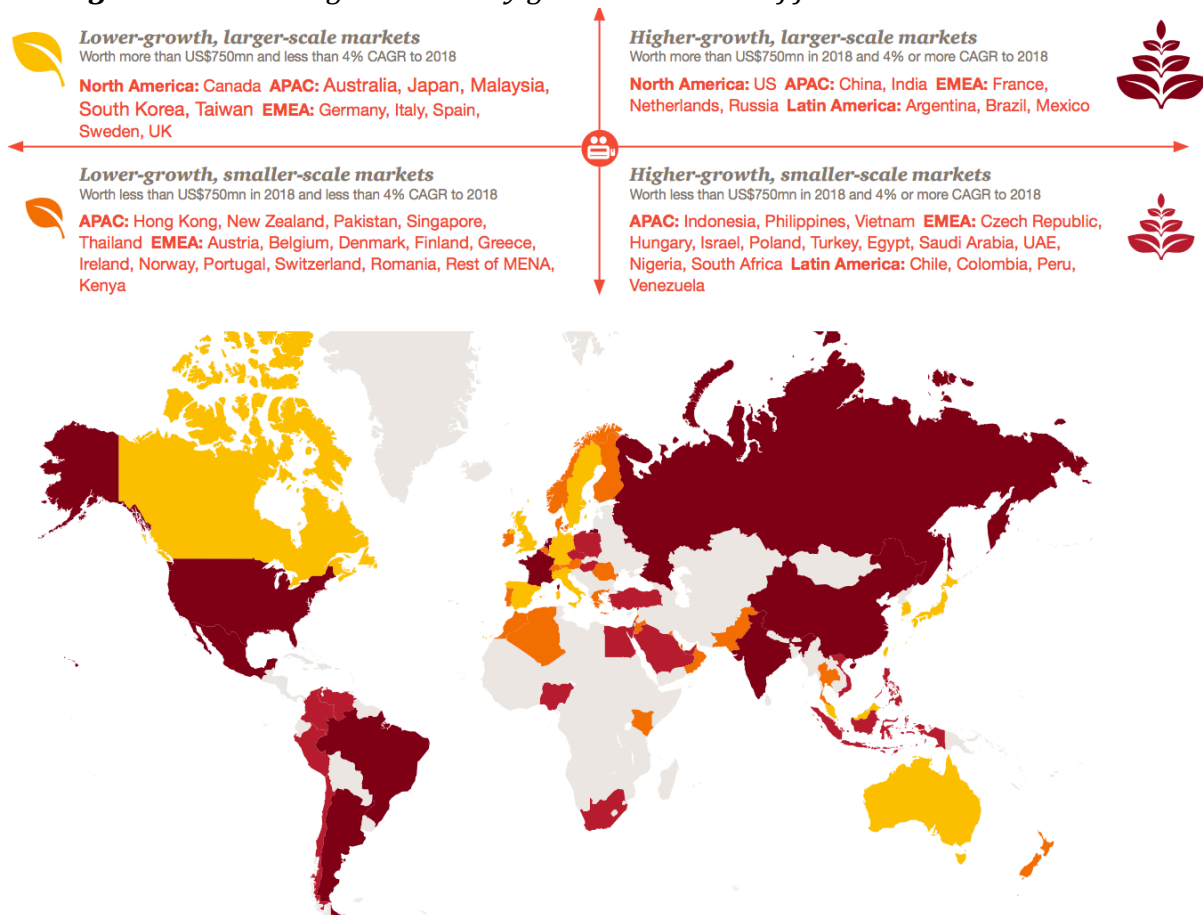 Lower-growth, larger-scale markets
Worth more than US$750mn and less than 4% CAGR to 2018
North America: Canada APAC: Australia, Japan, Malaysia,
South Korea, Taiwan EMEA: Germany, Italy, Spain,
Sweden, UK
Higher-growth, larger-scale markets
Worth more than US$750mn in 2018 and 4% or more CAGR to 2018
North America: US APAC: China, India EMEA: France,
Netherlands, Russia Latin America: Argentina, Brazil, Mexico
Lower-growth, smaller-scale markets
Worth less than US$750mn in 2018 and less than 4% CAGR to 2018
APAC: Hong Kong, New Zealand, Pakistan, Singapore,
Thailand EMEA: Austria, Belgium, Denmark, Finland, Greece,
Ireland, Norway, Portugal, Switzerland, Romania, Rest of MENA,
Kenya
Higher-growth, smaller-scale markets
Worth less than US$750mn in 2018 and 4% or more CAGR to 2018
APAC: Indonesia, Philippines, Vietnam EMEA: Czech Republic,
Hungary, Israel, Poland, Turkey, Egypt, Saudi Arabia, UAE,
Nigeria, South Africa Latin America: Chile, Colombia, Peru,
Venezuela